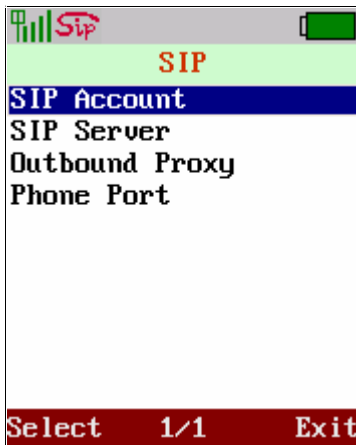 Sip
SIP
SIP Account
SIP Server
Outbound Proxy
Phone Port
Select 1/1 Exit